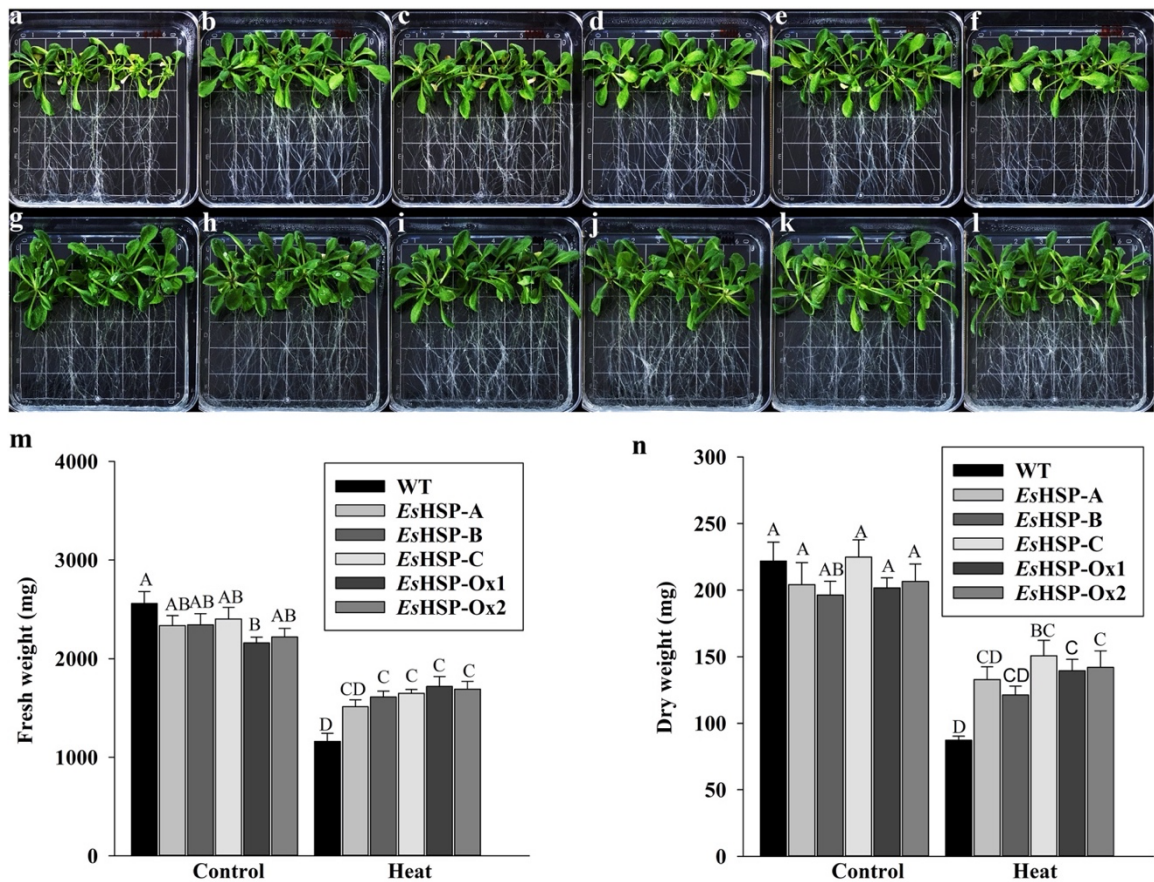 a b c d e f
g h i j k l
m
4000
3000
2000
1000
0
Fresh weight (mg)
WT
EsHSP-A
EsHSP-B
EsHSP-C
EsHSP-Ox1
EsHSP-Ox2
A AB AB AB B AB
D CD C C C C
Control Heat
n
300
250
200
150
100
50
0
Dry weight (mg)
WT
EsHSP-A
EsHSP-B
EsHSP-C
EsHSP-Ox1
EsHSP-Ox2
A A AB A A A
D CD CD BC C C
Control Heat